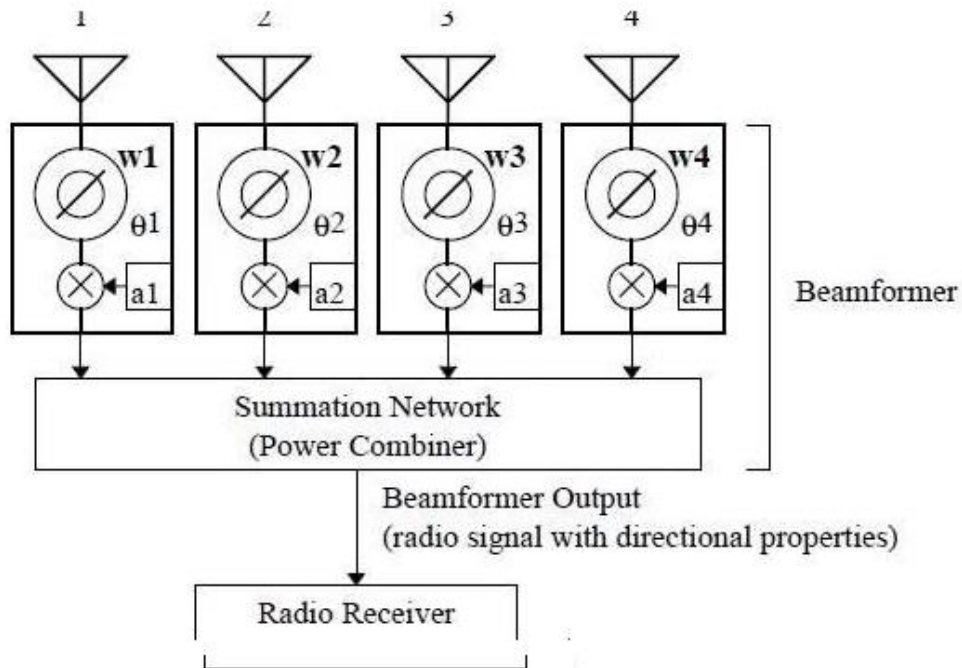 1 2 3 4
w1 w2 w3 w4
θ1 θ2 θ3 θ4
a1 a2 a3 a4
Beamformer
Summation Network
(Power Combiner)
Beamformer Output
(radio signal with directional properties)
Radio Receiver